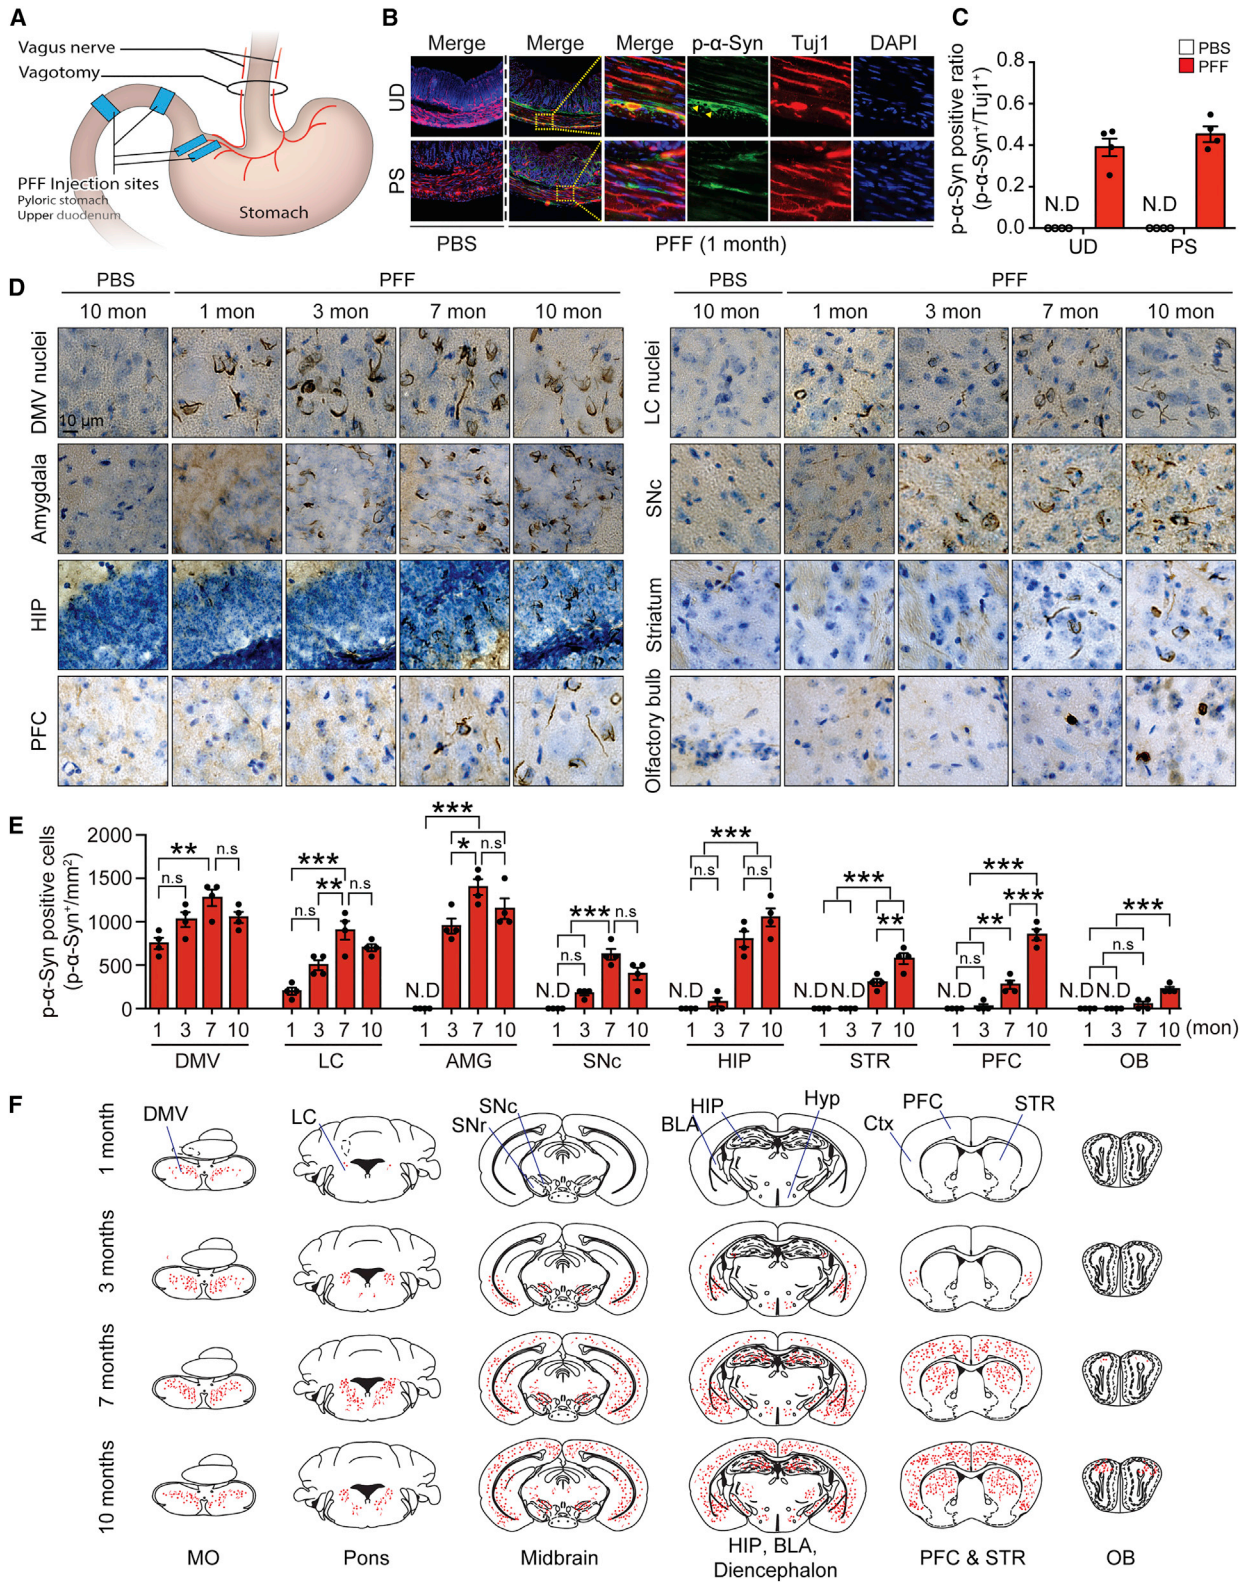 A
Vagus nerve
Vagotomy
PFF Injection sites
Pyloric stomach
Upper duodenum
Stomach
B
Merge Merge Merge p-α-Syn Tuj1 DAPI
UD
PS
PBS PFF (1 month)
C
PBS
PFF
p-α-Syn positive ratio
(p-α-Syn⁺/Tuj1⁺)
0.8
0.6
0.4
0.2
0.0
N.D N.D
UD PS
D
PBS PFF PBS PFF
10 mon 1 mon 3 mon 7 mon 10 mon 10 mon 1 mon 3 mon 7 mon 10 mon
DMV nuclei LC nuclei
10 μm
Amygdala SNc
HIP Striatum
PFC Olfactory bulb
E
p-α-Syn positive cells
(p-α-Syn⁺/mm²)
2000
1500
1000
500
0
** n.s n.s
*** ** n.s n.s
*** * n.s N.D
*** n.s n.s N.D
*** n.s n.s N.D
*** ** N.D N.D
*** *** ** n.s N.D
*** n.s N.D N.D
1 3 7 10 1 3 7 10 1 3 7 10 1 3 7 10 1 3 7 10 1 3 7 10 1 3 7 10 1 3 7 10 (mon)
DMV LC AMG SNc HIP STR PFC OB
F
1 month
DMV LC SNc SNr HIP BLA Hyp Ctx PFC STR
3 months
7 months
10 months
MO Pons Midbrain HIP, BLA, PFC & STR OB
Diencephalon